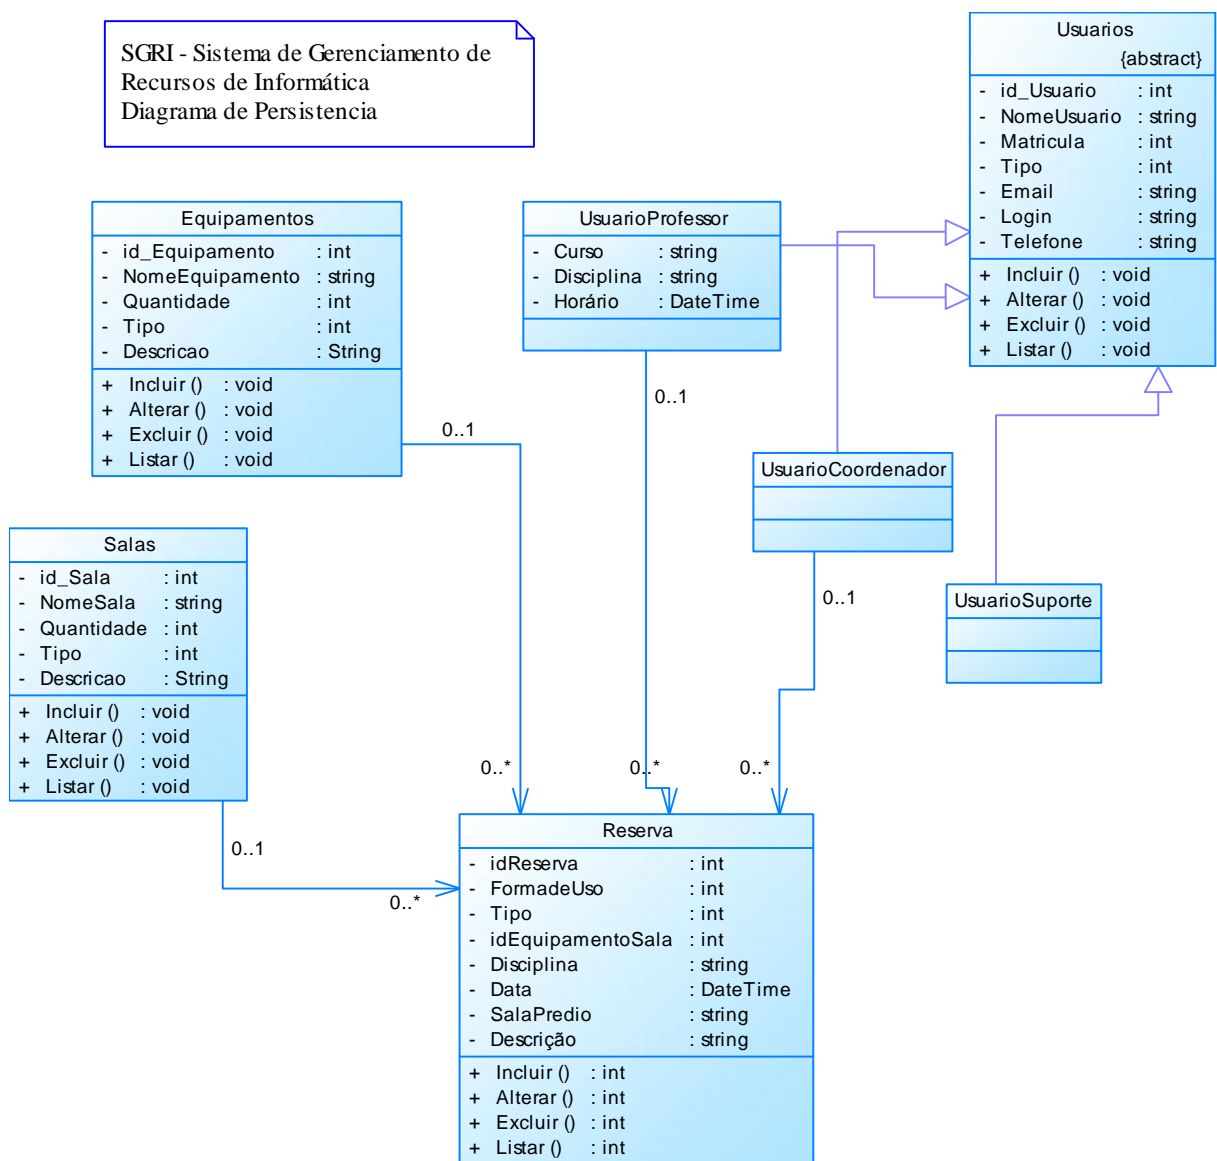 SGRI - Sistema de Gerenciamento de
Recursos de Informática
Diagrama de Persistencia
Usuarios
{abstract}
- id_Usuario : int
- NomeUsuario : string
- Matricula : int
- Tipo : int
- Email : string
- Login : string
- Telefone : string
+ Incluir () : void
+ Alterar () : void
+ Excluir () : void
+ Listar () : void
Equipamentos
- id_Equipamento : int
- NomeEquipamento : string
- Quantidade : int
- Tipo : int
- Descricao : String
+ Incluir () : void
+ Alterar () : void
+ Excluir () : void
+ Listar () : void
UsuarioProfessor
- Curso : string
- Disciplina : string
- Horário : DateTime
0..1
0..1
UsuarioCoordenador
0..1
UsuarioSuporte
Salas
- id_Sala : int
- NomeSala : string
- Quantidade : int
- Tipo : int
- Descricao : String
+ Incluir () : void
+ Alterar () : void
+ Excluir () : void
+ Listar () : void
0..*
0..*
0..*
0..1
0..*
Reserva
- idReserva : int
- FormadeUso : int
- Tipo : int
- idEquipamentoSala : int
- Disciplina : string
- Data : DateTime
- SalaPredio : string
- Descrição : string
+ Incluir () : int
+ Alterar () : int
+ Excluir () : int
+ Listar () : int